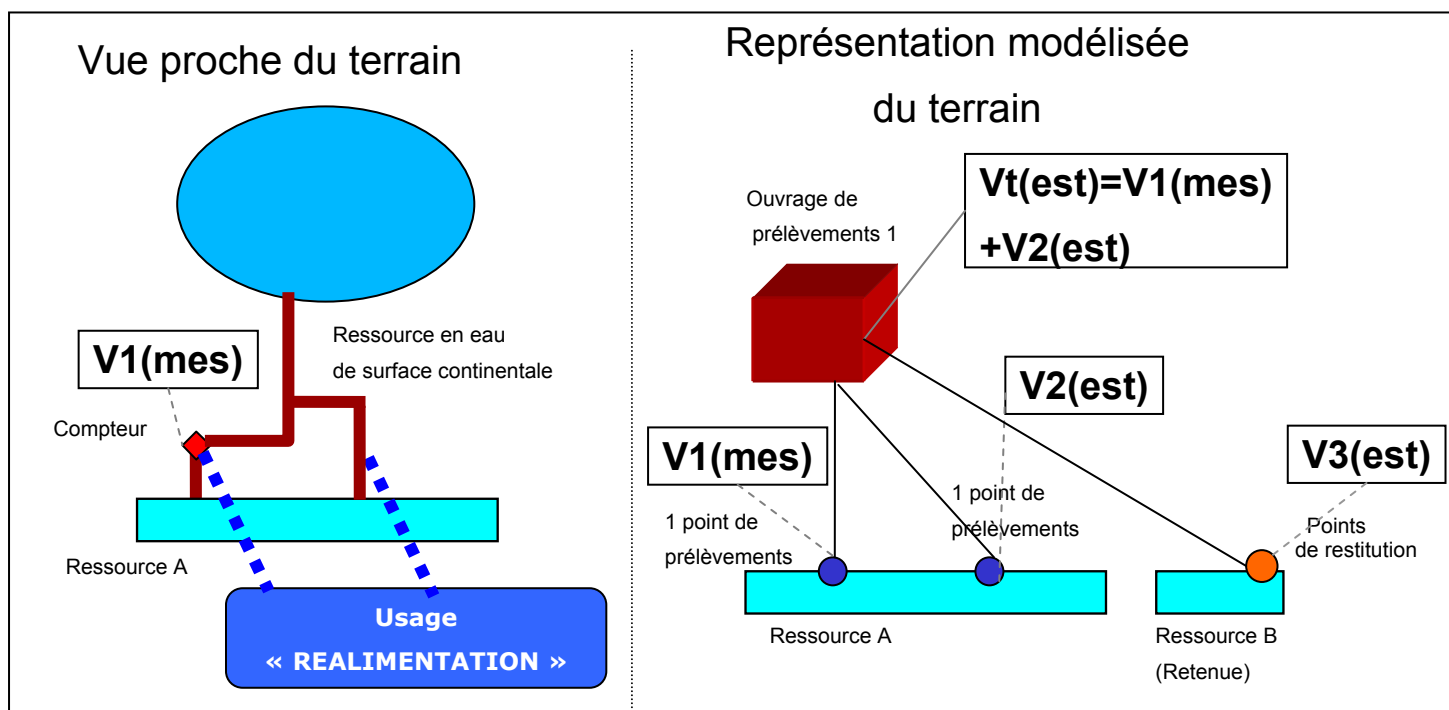 Vue proche du terrain
Ressource en eau
de surface continentale
V1(mes)
Compteur
Ressource A
Usage
« REALIMENTATION »
Représentation modélisée
du terrain
Ouvrage de
prélèvements 1
Vt(est)=V1(mes)
+V2(est)
V2(est)
V1(mes)
V3(est)
1 point de
prélèvements
1 point de
prélèvements
Points
de restitution
Ressource A
Ressource B
(Retenue)